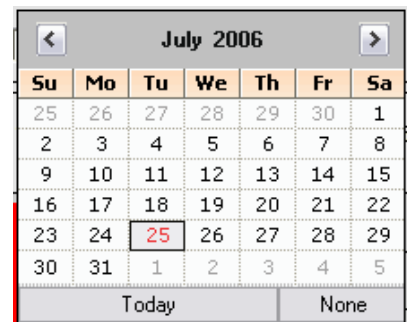 < July 2006 >
Su Mo Tu We Th Fr Sa
25 26 27 28 29 30 1
2 3 4 5 6 7 8
9 10 11 12 13 14 15
16 17 18 19 20 21 22
23 24 25 26 27 28 29
30 31 1 2 3 4 5
Today None